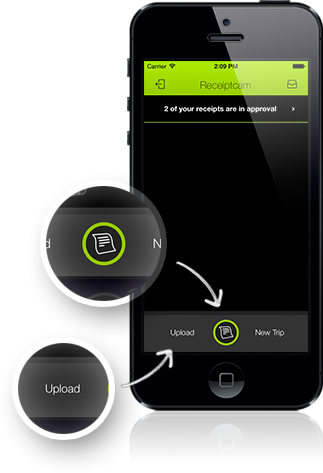 Carrier 2:09 PM
Receiptcam
2 of your receipts are in approval >
d N
Upload New Trip
Upload